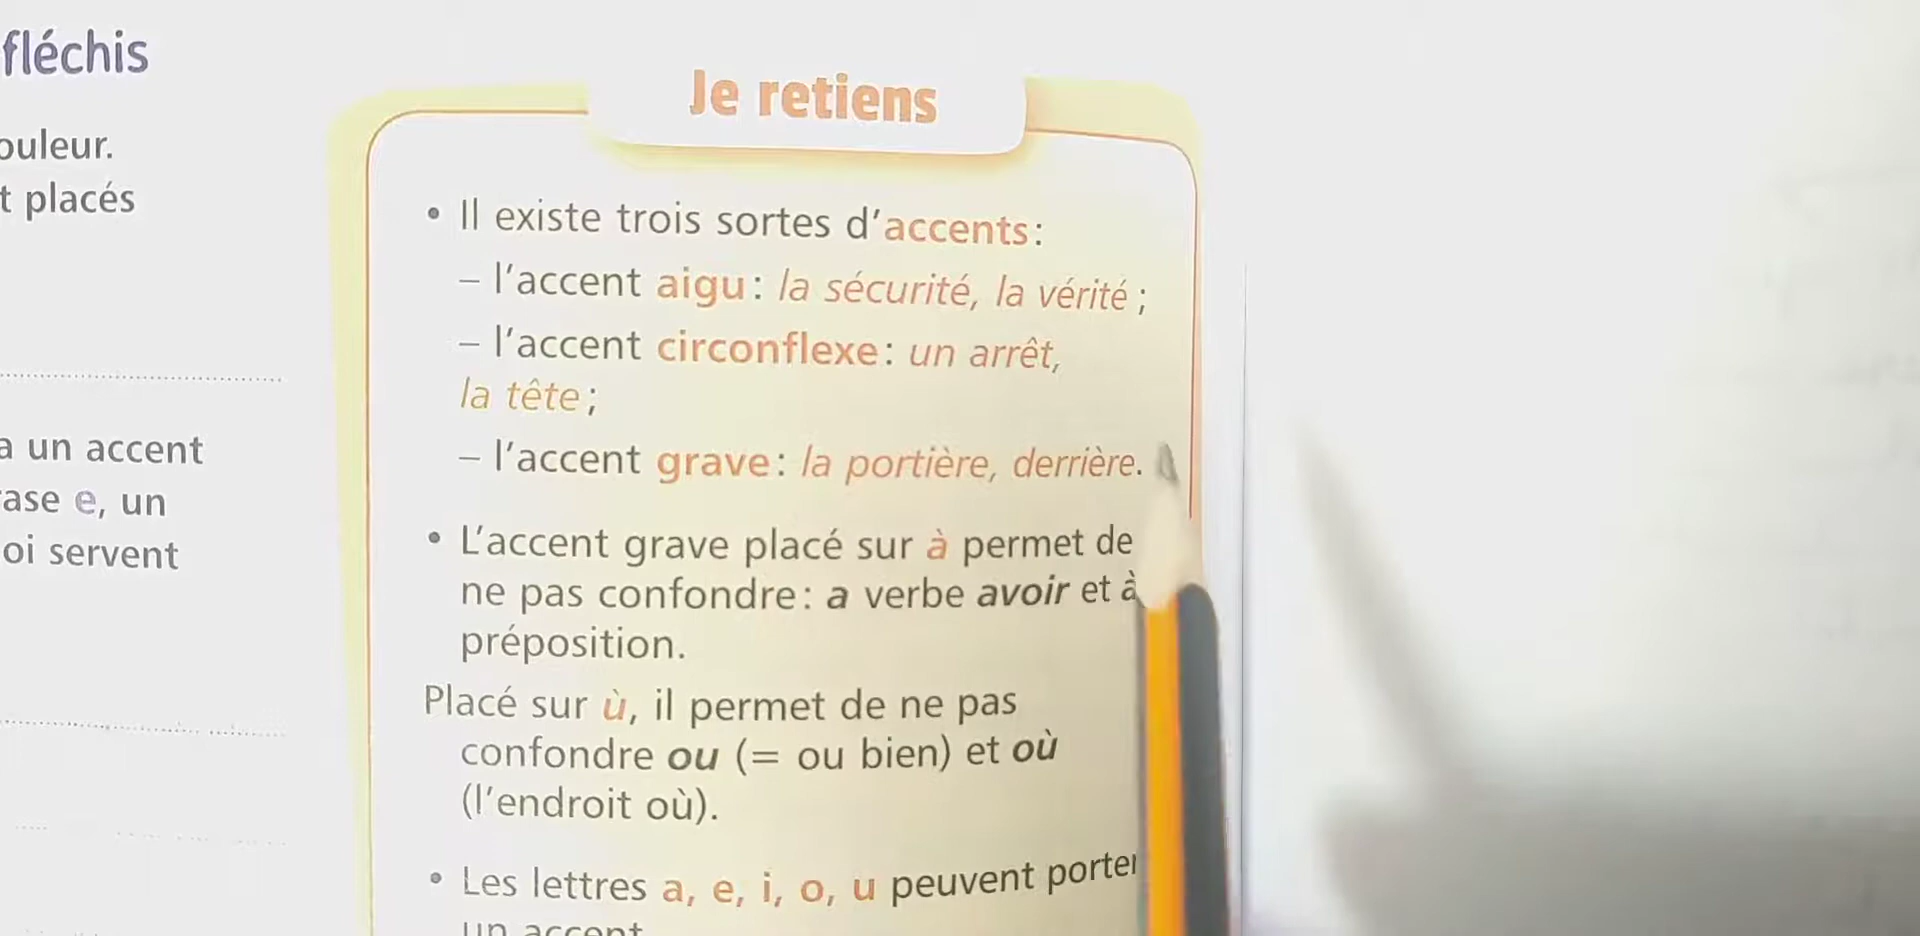 fléchis
ouleur.
t placés
a un accent
ase e, un
oi servent
Je retiens
• Il existe trois sortes d'accents :
– l'accent aigu : la sécurité, la vérité ;
– l'accent circonflexe : un arrêt,
la tête ;
– l'accent grave : la portière, derrière.
• L'accent grave placé sur à permet de
ne pas confondre : a verbe avoir et à
préposition.
Placé sur ù, il permet de ne pas
confondre ou (= ou bien) et où
(l'endroit où).
• Les lettres a, e, i, o, u peuvent porter
un accent